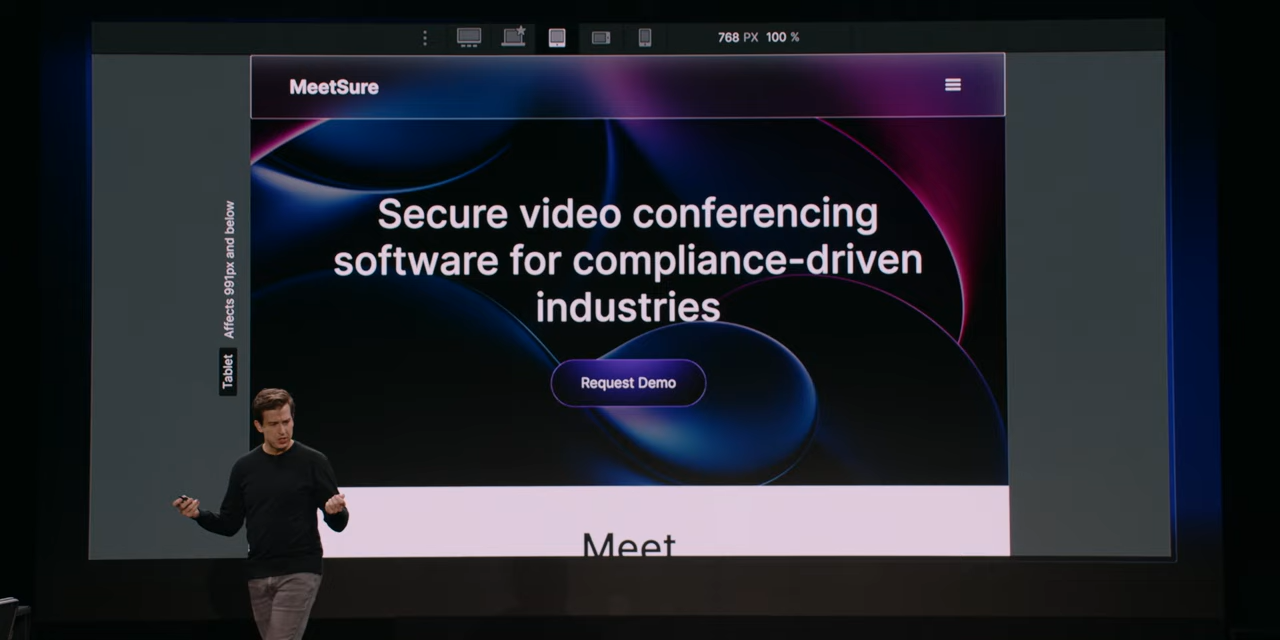 768 PX 100 %
MeetSure
Affects 991px and below
Tablet
Secure video conferencing
software for compliance-driven
industries
Request Demo
Meet